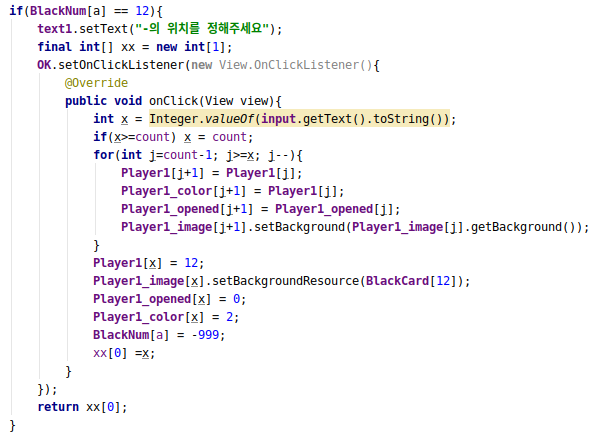 if(BlackNum[a] == 12){
text1.setText("-의 위치를 정해주세요");
final int[] xx = new int[1];
OK.setOnClickListener(new View.OnClickListener(){
@Override
public void onClick(View view){
int x = Integer.valueOf(input.getText().toString());
if(x>=count) x = count;
for(int j=count-1; j>=x; j--){
Player1[j+1] = Player1[j];
Player1_color[j+1] = Player1[j];
Player1_opened[j+1] = Player1_opened[j];
Player1_image[j+1].setBackground(Player1_image[j].getBackground());
}
Player1[x] = 12;
Player1_image[x].setBackgroundResource(BlackCard[12]);
Player1_opened[x] = 0;
Player1_color[x] = 2;
BlackNum[a] = -999;
xx[0] =x;
}
});
return xx[0];
}